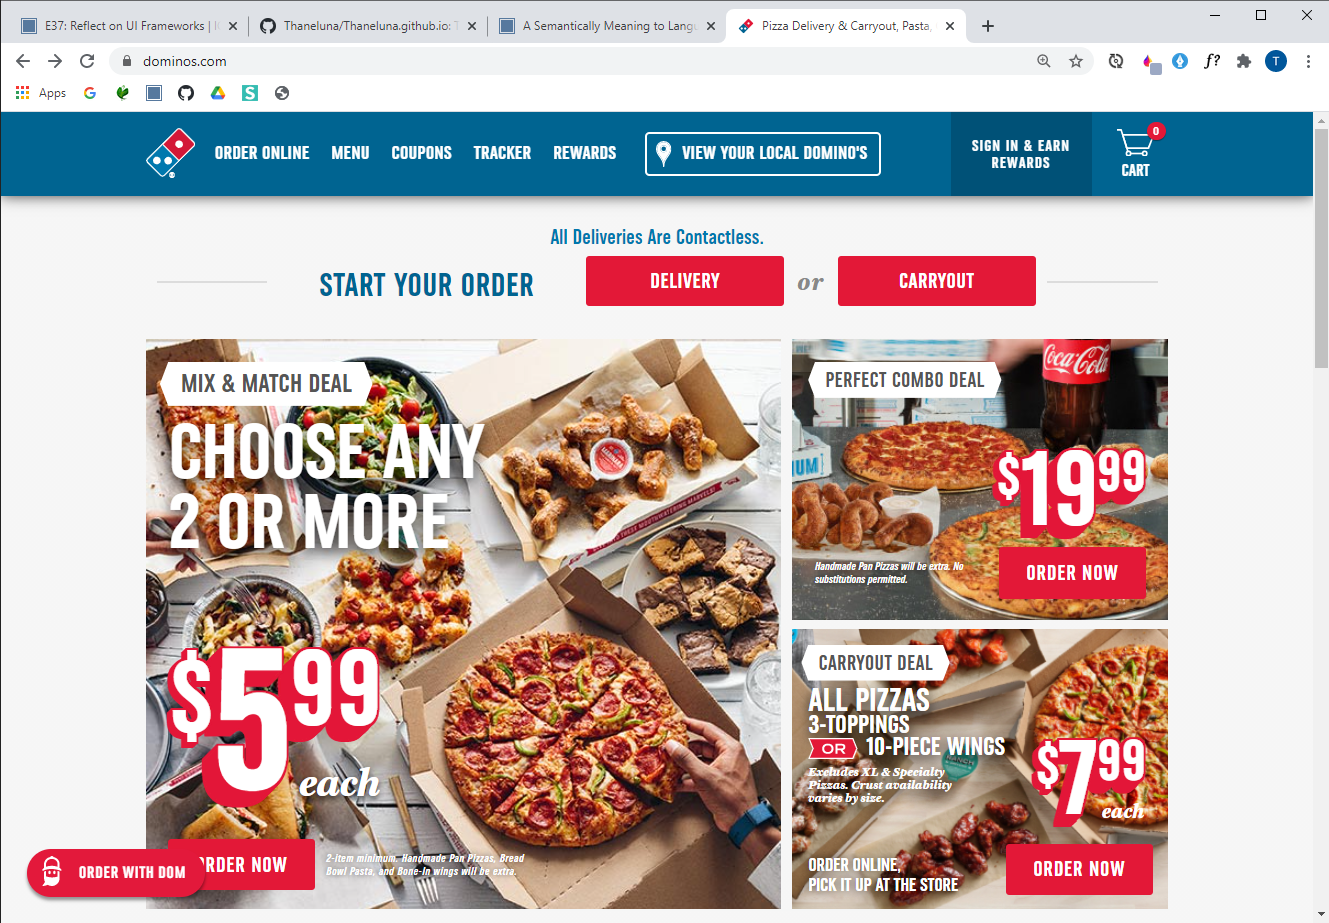 E37: Reflect on UI Frameworks | IC
Thaneluna/Thaneluna.github.io: T
A Semantically Meaning to Langu
Pizza Delivery & Carryout, Pasta,
dominos.com
T
Apps
ORDER ONLINE
MENU
COUPONS
TRACKER
REWARDS
VIEW YOUR LOCAL DOMINO'S
SIGN IN & EARN
REWARDS
0
CART
All Deliveries Are Contactless.
START YOUR ORDER
DELIVERY
or
CARRYOUT
MIX & MATCH DEAL
CHOOSE ANY
2 OR MORE
$5.99
each
ORDER NOW
2-item minimum. Handmade Pan Pizzas, Bread
Bowl Pasta, and Bone-In wings will be extra.
ORDER WITH DOM
PERFECT COMBO DEAL
Coca-Cola
$19.99
Handmade Pan Pizzas will be extra. No
substitutions permitted.
ORDER NOW
CARRYOUT DEAL
ALL PIZZAS
3-TOPPINGS
OR 10-PIECE WINGS
Excludes XL & Specialty
Pizzas. Crust availability
varies by size.
$7.99
each
ORDER ONLINE,
PICK IT UP AT THE STORE
ORDER NOW